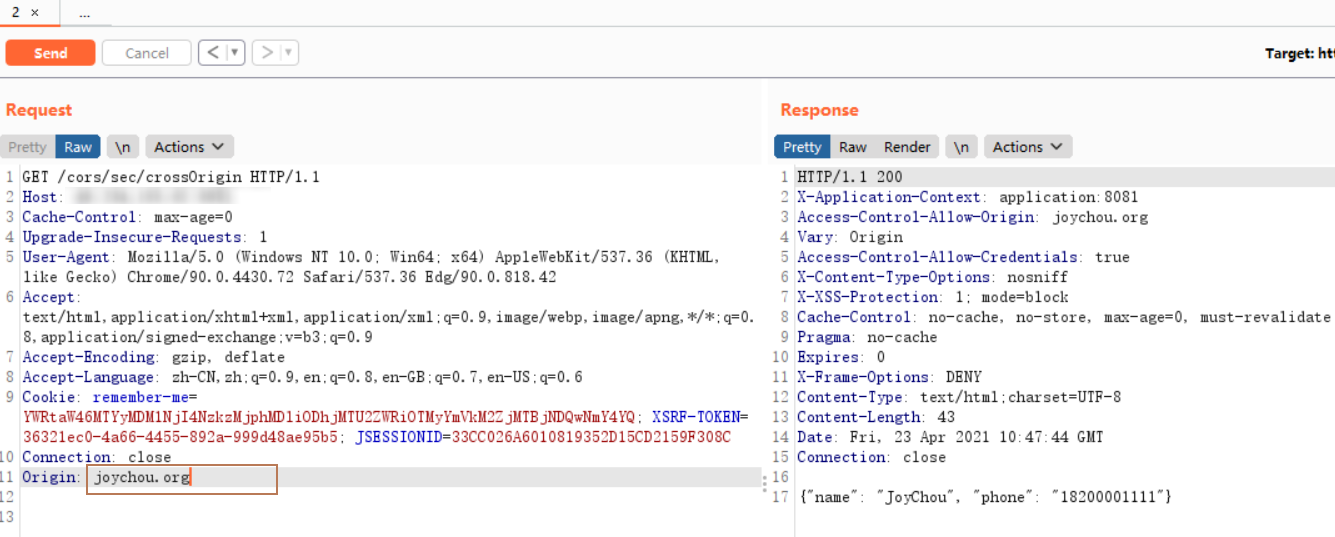 2 ×
...
Send
Cancel
< ▼
> ▼
Target: htt
Request
Response
Pretty Raw \n Actions
Pretty Raw Render \n Actions
1 GET /cors/sec/crossOrigin HTTP/1.1
2 Host:
3 Cache-Control: max-age=0
4 Upgrade-Insecure-Requests: 1
5 User-Agent: Mozilla/5.0 (Windows NT 10.0; Win64; x64) AppleWebKit/537.36 (KHTML,
like Gecko) Chrome/90.0.4430.72 Safari/537.36 Edg/90.0.818.42
6 Accept:
text/html,application/xhtml+xml,application/xml;q=0.9,image/webp,image/apng,*/*;q=0.
8,application/signed-exchange;v=b3;q=0.9
7 Accept-Encoding: gzip, deflate
8 Accept-Language: zh-CN,zh;q=0.9,en;q=0.8,en-GB;q=0.7,en-US;q=0.6
9 Cookie: remember-me=
YWRtaW46MTYyMDM1NjI4NzkzMjphMDliODhjMTU2ZWRiOTMyYmVkM2ZjMTBjNDQwNmY4YQ; XSRF-TOKEN=
36321ec0-4a66-4455-892a-999d48ae95b5; JSESSIONID=33CC026A6010819352D15CD2159F308C
10 Connection: close
11 Origin: joychou.org
12
13
1 HTTP/1.1 200
2 X-Application-Context: application:8081
3 Access-Control-Allow-Origin: joychou.org
4 Vary: Origin
5 Access-Control-Allow-Credentials: true
6 X-Content-Type-Options: nosniff
7 X-XSS-Protection: 1; mode=block
8 Cache-Control: no-cache, no-store, max-age=0, must-revalidate
9 Pragma: no-cache
10 Expires: 0
11 X-Frame-Options: DENY
12 Content-Type: text/html;charset=UTF-8
13 Content-Length: 43
14 Date: Fri, 23 Apr 2021 10:47:44 GMT
15 Connection: close
16
17 {"name": "JoyChou", "phone": "18200001111"}